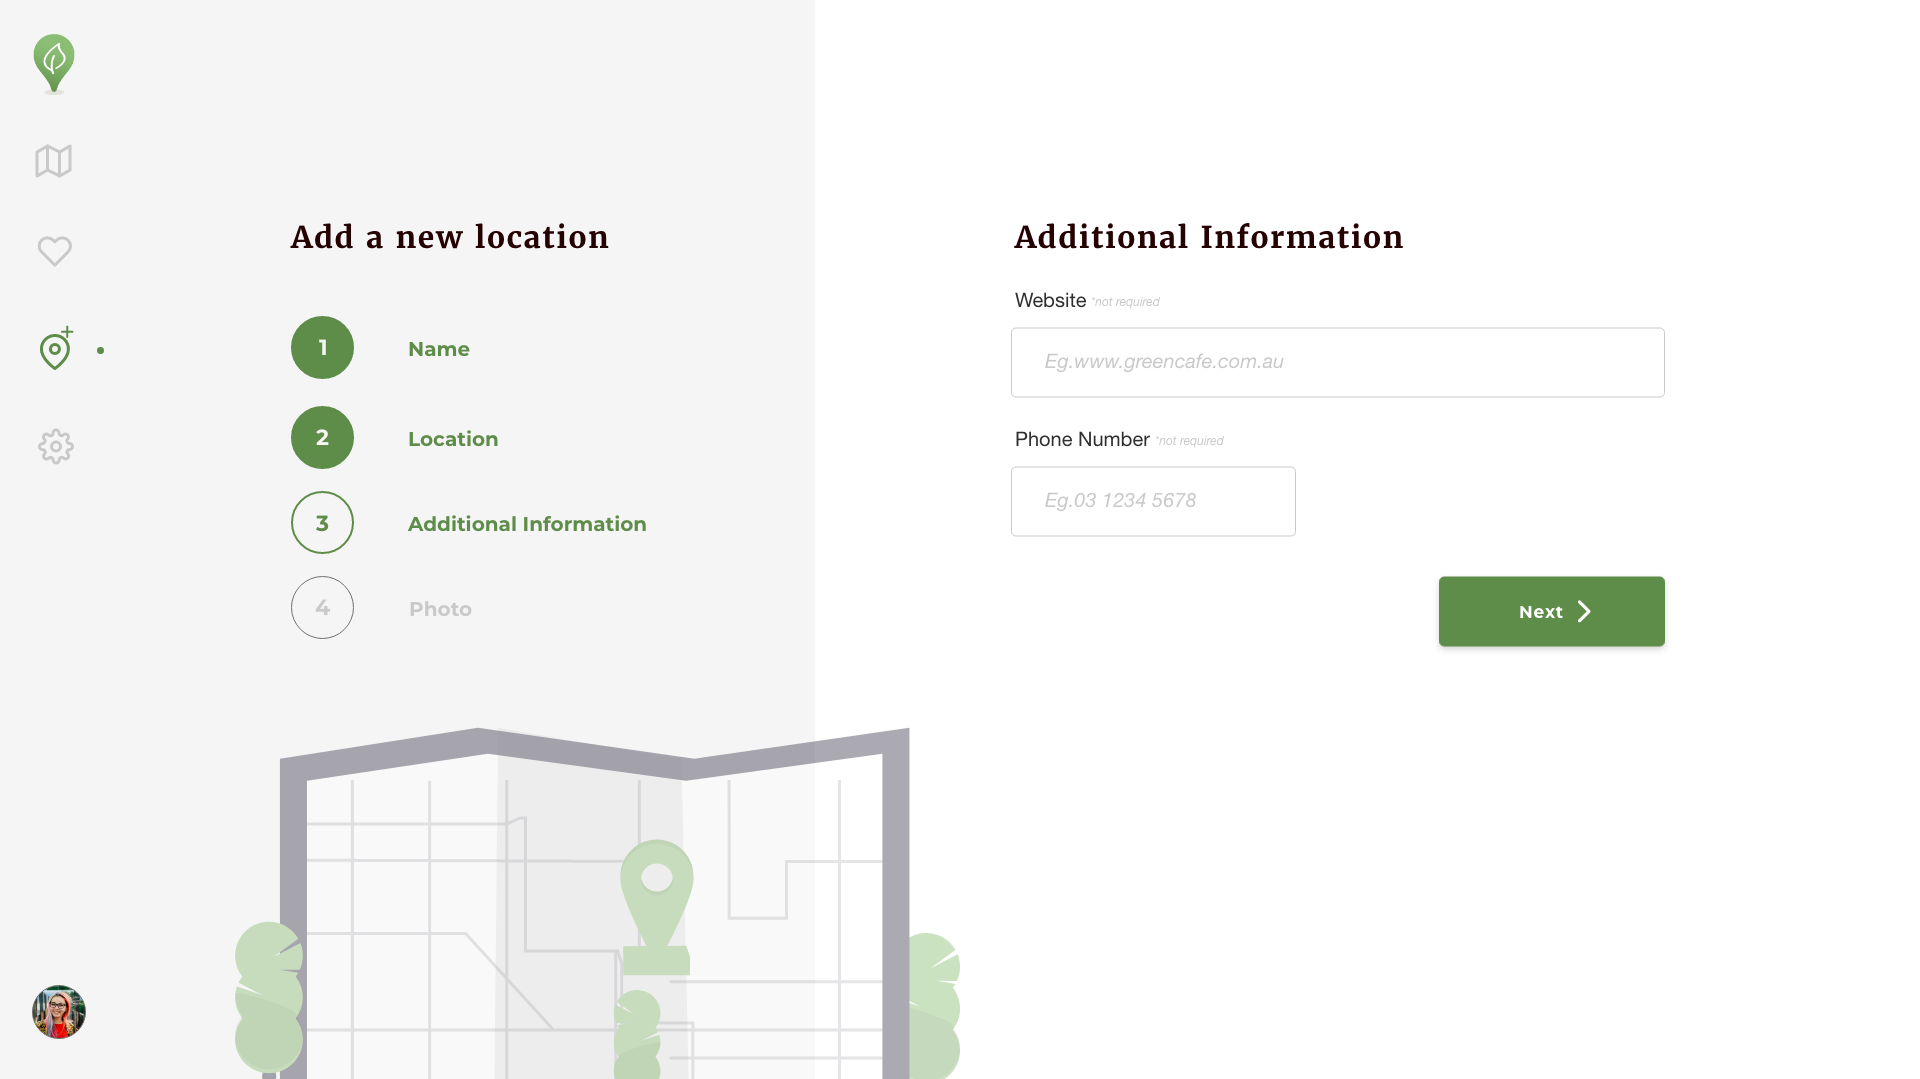 Add a new location
1 Name
2 Location
3 Additional Information
4 Photo
Additional Information
Website *not required
Eg.www.greencafe.com.au
Phone Number *not required
Eg.03 1234 5678
Next